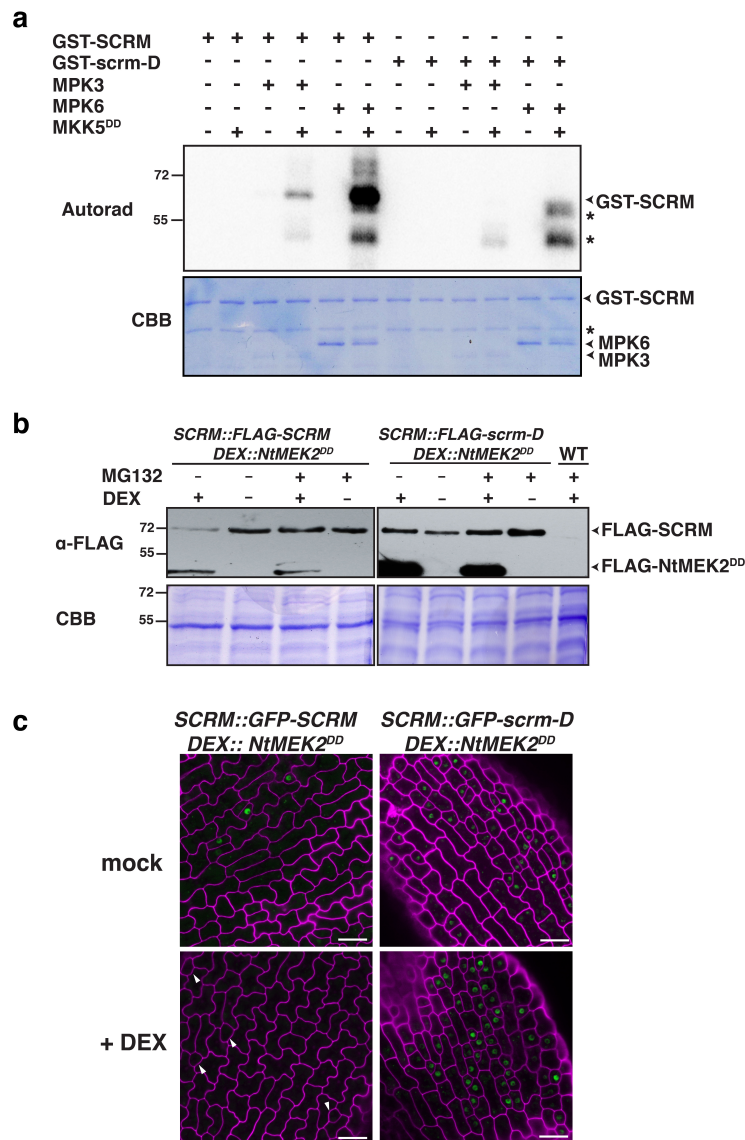 a
GST-SCRM + + + + + + - - - - - -
GST-scrm-D - - - - - - + + + + + +
MPK3 - - + + - - - - + + - -
MPK6 - - - - + + - - - - + +
MKK5ᴰᴰ - + - + - + - + - + - +
72
Autorad
55
GST-SCRM
*
*
CBB
GST-SCRM
*
MPK6
MPK3
b
SCRM::FLAG-SCRM
DEX::NtMEK2ᴰᴰ
SCRM::FLAG-scrm-D
DEX::NtMEK2ᴰᴰ
WT
MG132 - - + + - - + + +
DEX + - + - + - + - +
α-FLAG
72
55
FLAG-SCRM
FLAG-NtMEK2ᴰᴰ
CBB
72
55
c
SCRM::GFP-SCRM
DEX:: NtMEK2ᴰᴰ
SCRM::GFP-scrm-D
DEX::NtMEK2ᴰᴰ
mock
+ DEX